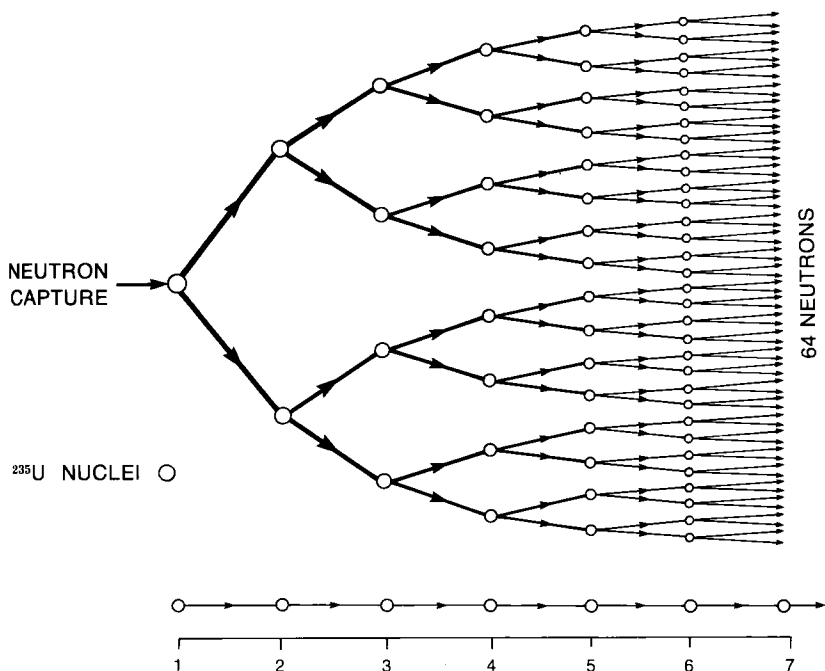 NEUTRON
CAPTURE
64 NEUTRONS
²³⁵U NUCLEI
1 2 3 4 5 6 7